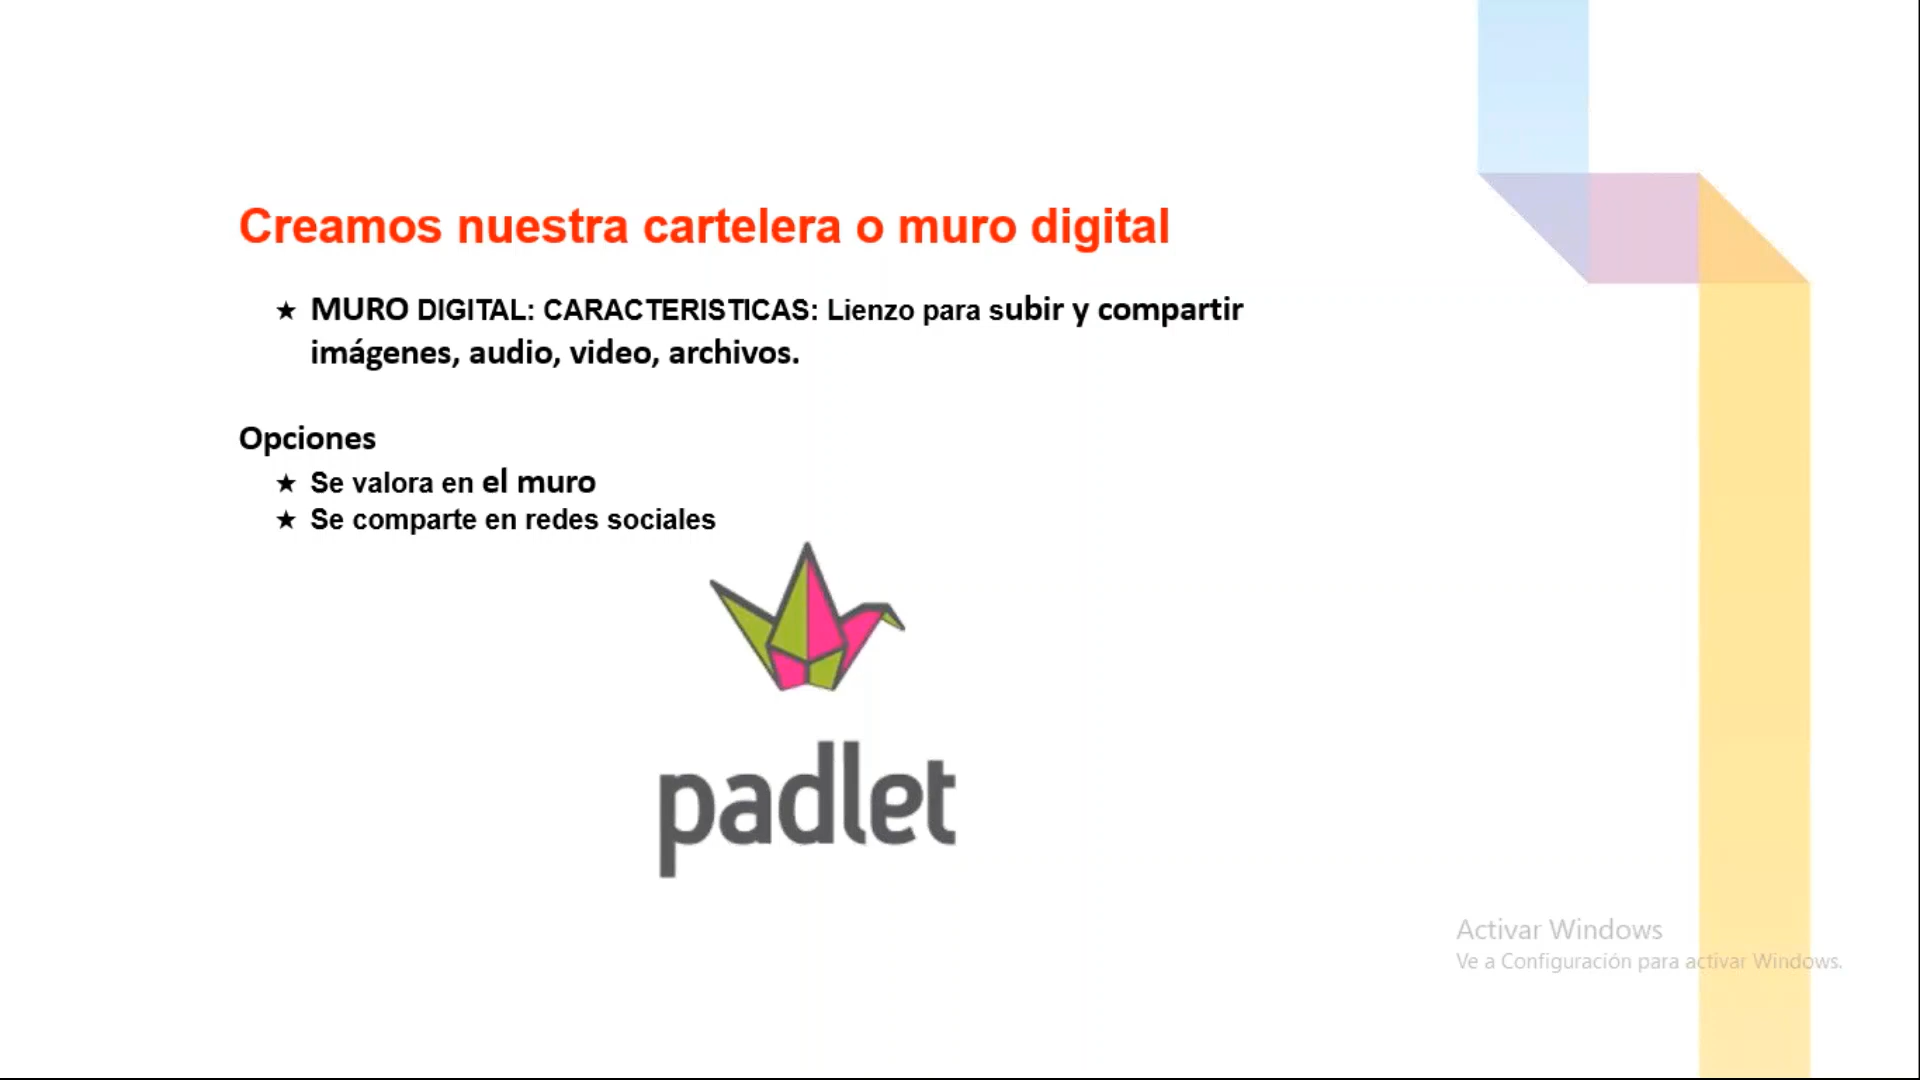 Creamos nuestra cartelera o muro digital
★ MURO DIGITAL: CARACTERISTICAS: Lienzo para subir y compartir
imágenes, audio, video, archivos.
Opciones
★ Se valora en el muro
★ Se comparte en redes sociales
padlet
Activar Windows
Ve a Configuración para activar Windows.